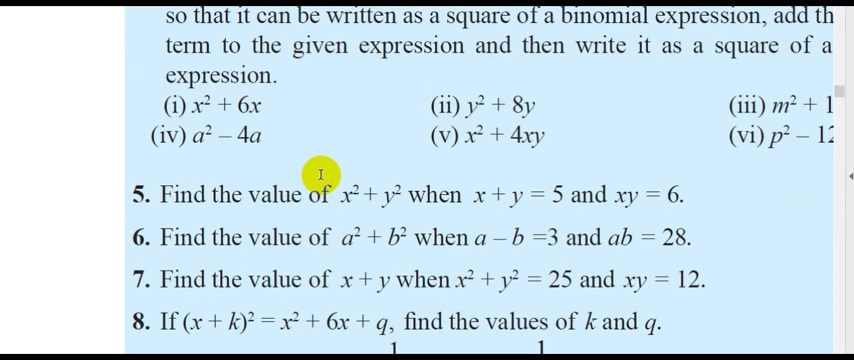 so that it can be written as a square of a binomial expression, add th
term to the given expression and then write it as a square of a
expression.
(i) x² + 6x (ii) y² + 8y (iii) m² + 1
(iv) a² – 4a (v) x² + 4xy (vi) p² – 12
5. Find the value of x² + y² when x + y = 5 and xy = 6.
6. Find the value of a² + b² when a – b =3 and ab = 28.
7. Find the value of x + y when x² + y² = 25 and xy = 12.
8. If (x + k)² = x² + 6x + q, find the values of k and q.
1 1